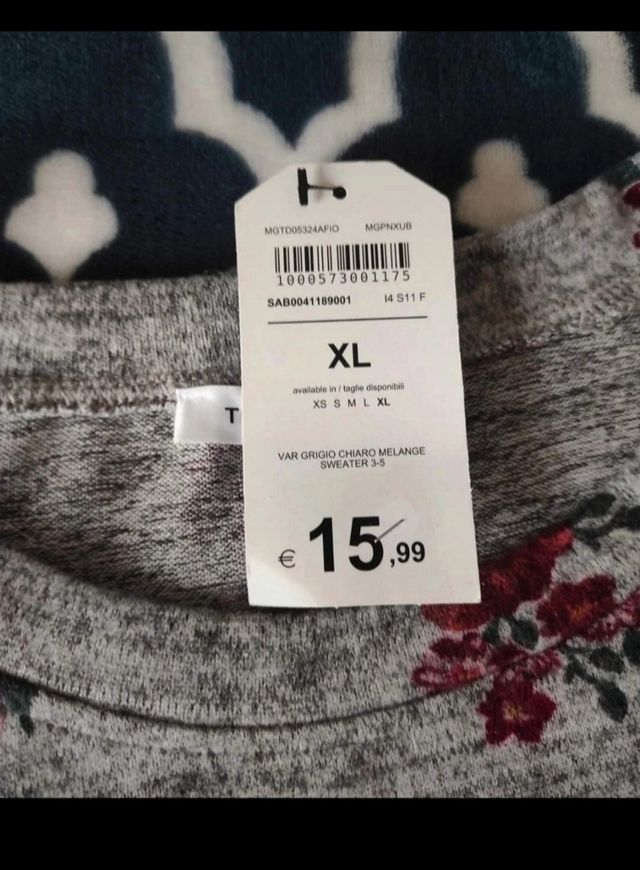 MGTD05324AFIO MGPNXUB
1000573001175
SAB0041189001 I4 S11 F
XL
available in / taglie disponibili
XS S M L XL
T
VAR GRIGIO CHIARO MELANGE
SWEATER 3-5
€ 15,99